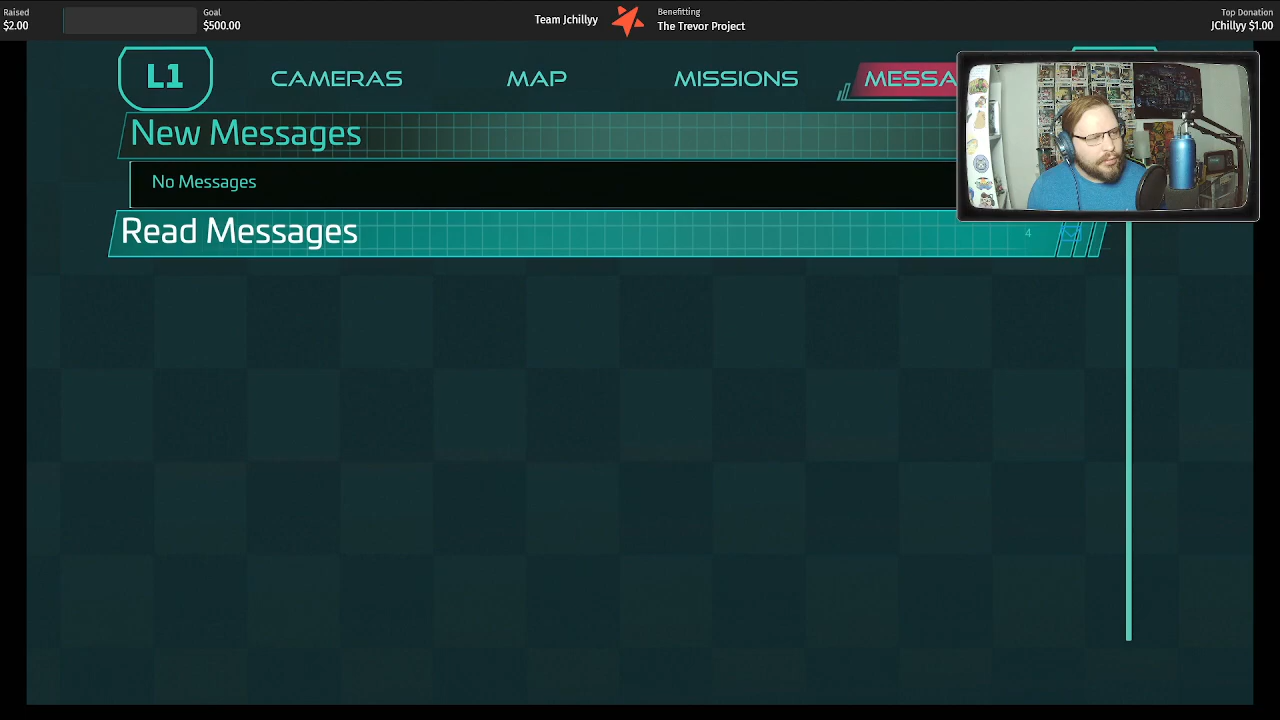 Raised
$2.00
Goal
$500.00
Team Jchillyy
Benefitting
The Trevor Project
Top Donation
JChillyy $1.00
L1
CAMERAS
MAP
MISSIONS
MESSA
New Messages
No Messages
Read Messages
4